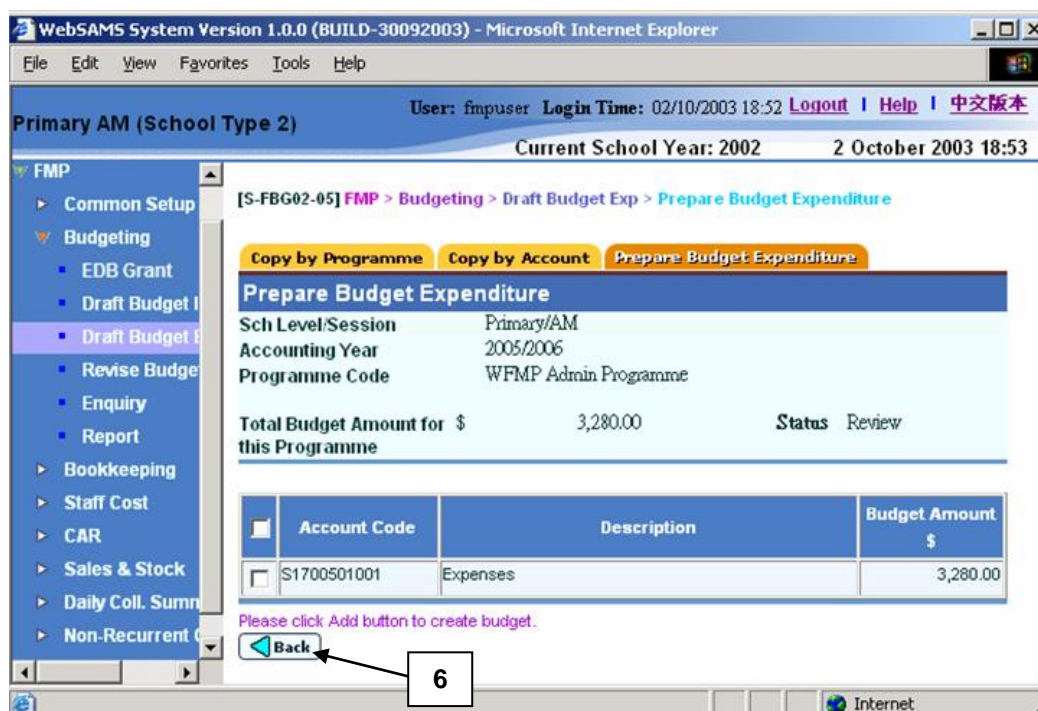 WebSAMS System Version 1.0.0 (BUILD-30092003) - Microsoft Internet Explorer
File Edit View Favorites Tools Help
User: fmpuser Login Time: 02/10/2003 18:52 Logout | Help | 中文版本
Primary AM (School Type 2)
Current School Year: 2002 2 October 2003 18:53
FMP
Common Setup
Budgeting
EDB Grant
Draft Budget I
Draft Budget E
Revise Budge
Enquiry
Report
Bookkeeping
Staff Cost
CAR
Sales & Stock
Daily Coll. Summ
Non-Recurrent
[S-FBG02-05] FMP > Budgeting > Draft Budget Exp > Prepare Budget Expenditure
Copy by Programme Copy by Account Prepare Budget Expenditure
Prepare Budget Expenditure
Sch Level/Session Primary/AM
Accounting Year 2005/2006
Programme Code WFMP Admin Programme
Total Budget Amount for $ 3,280.00 Status Review
this Programme
Account Code Description Budget Amount
$
S1700501001 Expenses 3,280.00
Please click Add button to create budget.
Back
6
Internet